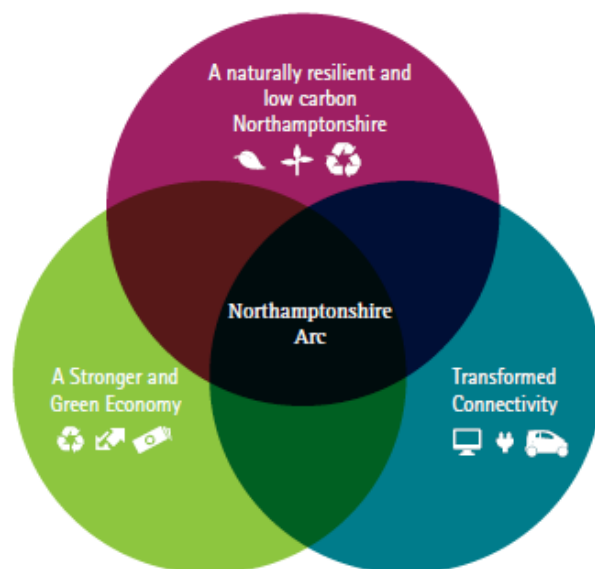 A naturally resilient and
low carbon
Northamptonshire
Northamptonshire
Arc
A Stronger and
Green Economy
Transformed
Connectivity